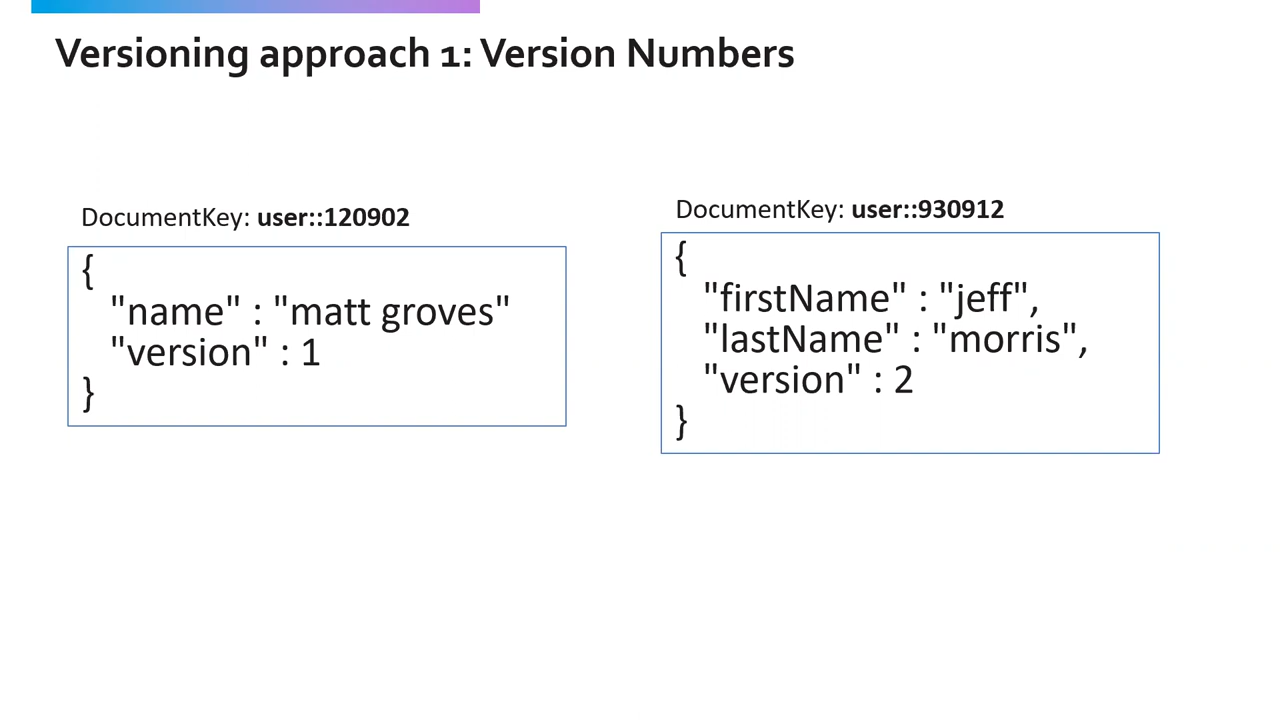 Versioning approach 1: Version Numbers
DocumentKey: user::120902
{
"name" : "matt groves"
"version" : 1
}
DocumentKey: user::930912
{
"firstName" : "jeff",
"lastName" : "morris",
"version" : 2
}